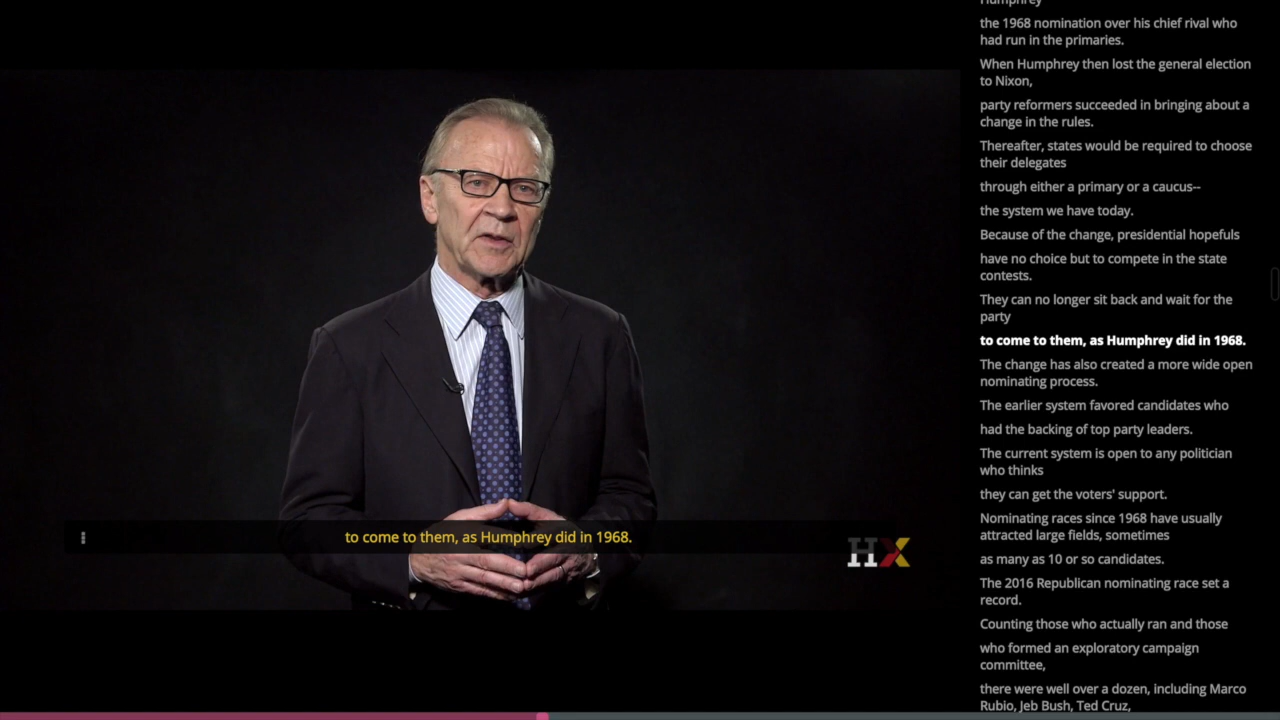 Humphrey
the 1968 nomination over his chief rival who
had run in the primaries.
When Humphrey then lost the general election
to Nixon,
party reformers succeeded in bringing about a
change in the rules.
Thereafter, states would be required to choose
their delegates
through either a primary or a caucus--
the system we have today.
Because of the change, presidential hopefuls
have no choice but to compete in the state
contests.
They can no longer sit back and wait for the
party
to come to them, as Humphrey did in 1968.
The change has also created a more wide open
nominating process.
The earlier system favored candidates who
had the backing of top party leaders.
The current system is open to any politician
who thinks
they can get the voters' support.
Nominating races since 1968 have usually
attracted large fields, sometimes
as many as 10 or so candidates.
The 2016 Republican nominating race set a
record.
Counting those who actually ran and those
who formed an exploratory campaign
committee,
there were well over a dozen, including Marco
Rubio, Jeb Bush, Ted Cruz,
to come to them, as Humphrey did in 1968.
HX